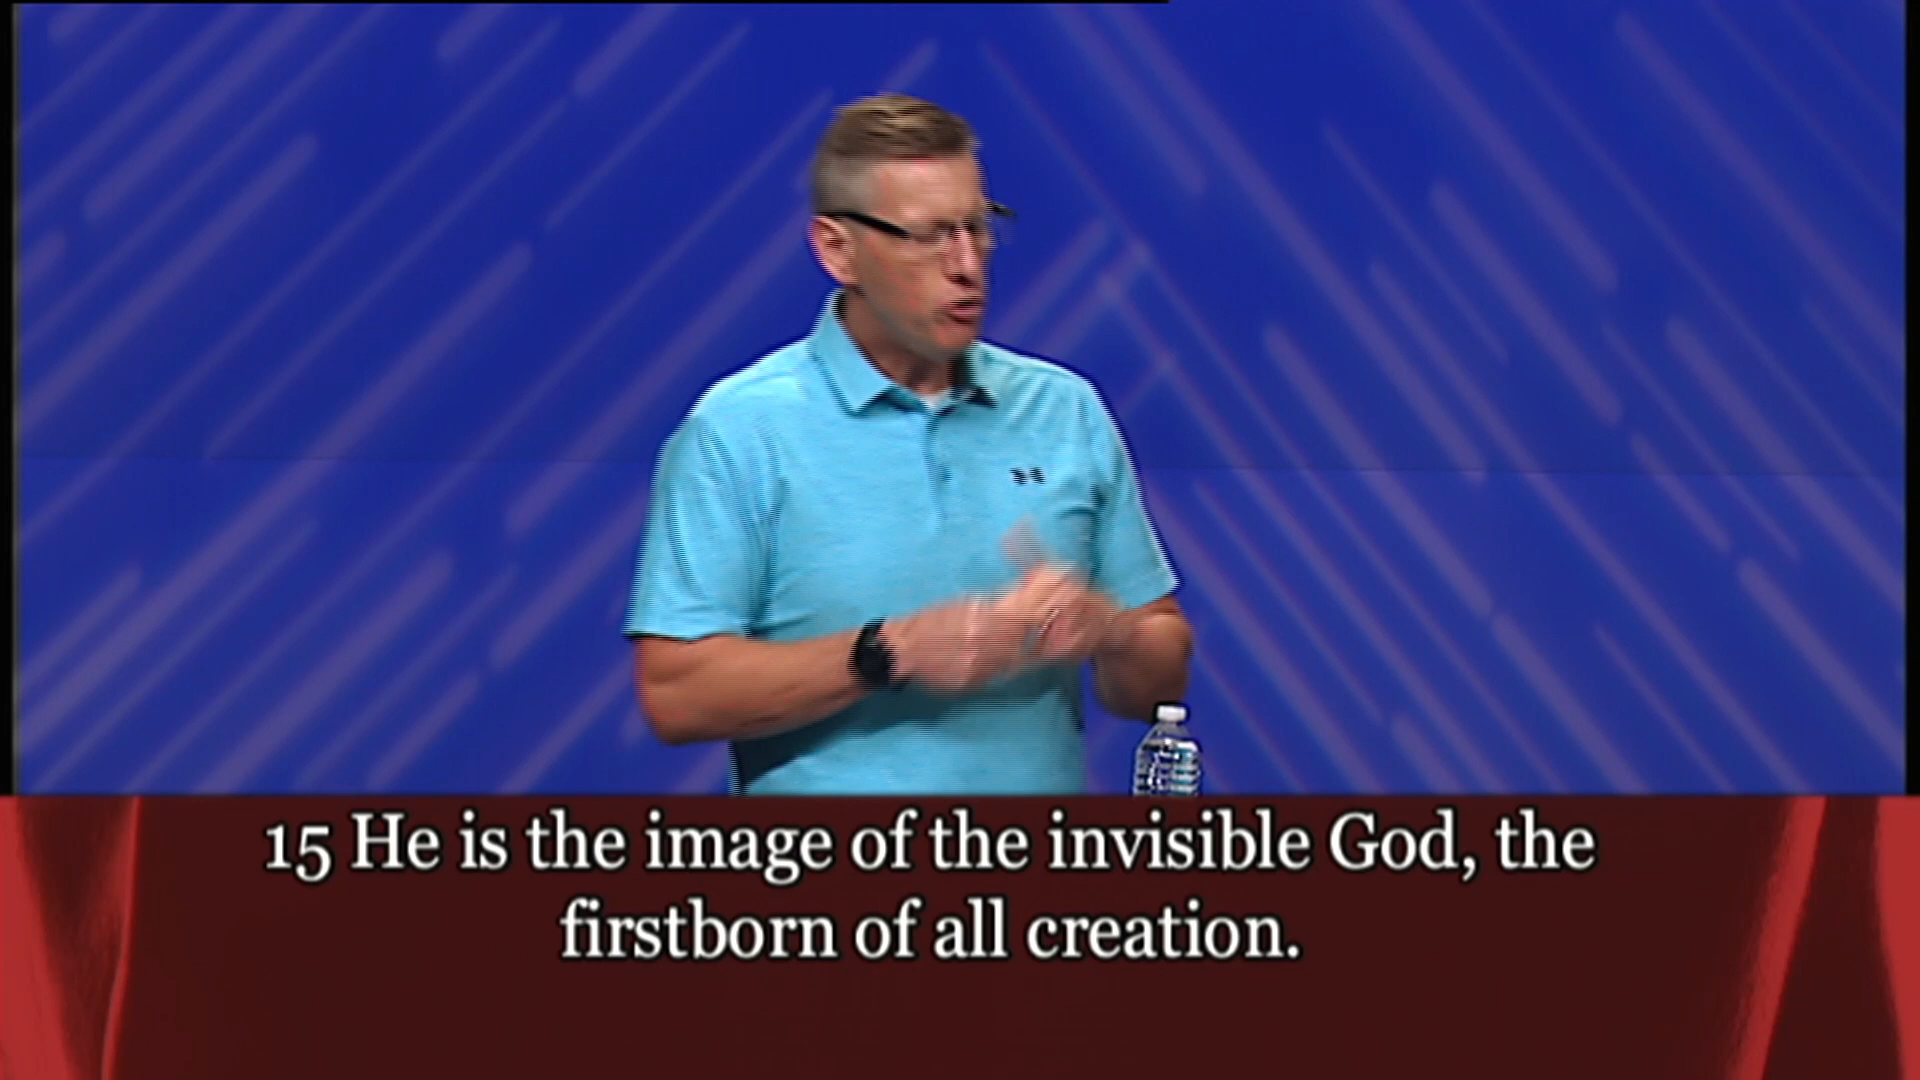 15 He is the image of the invisible God, the
firstborn of all creation.